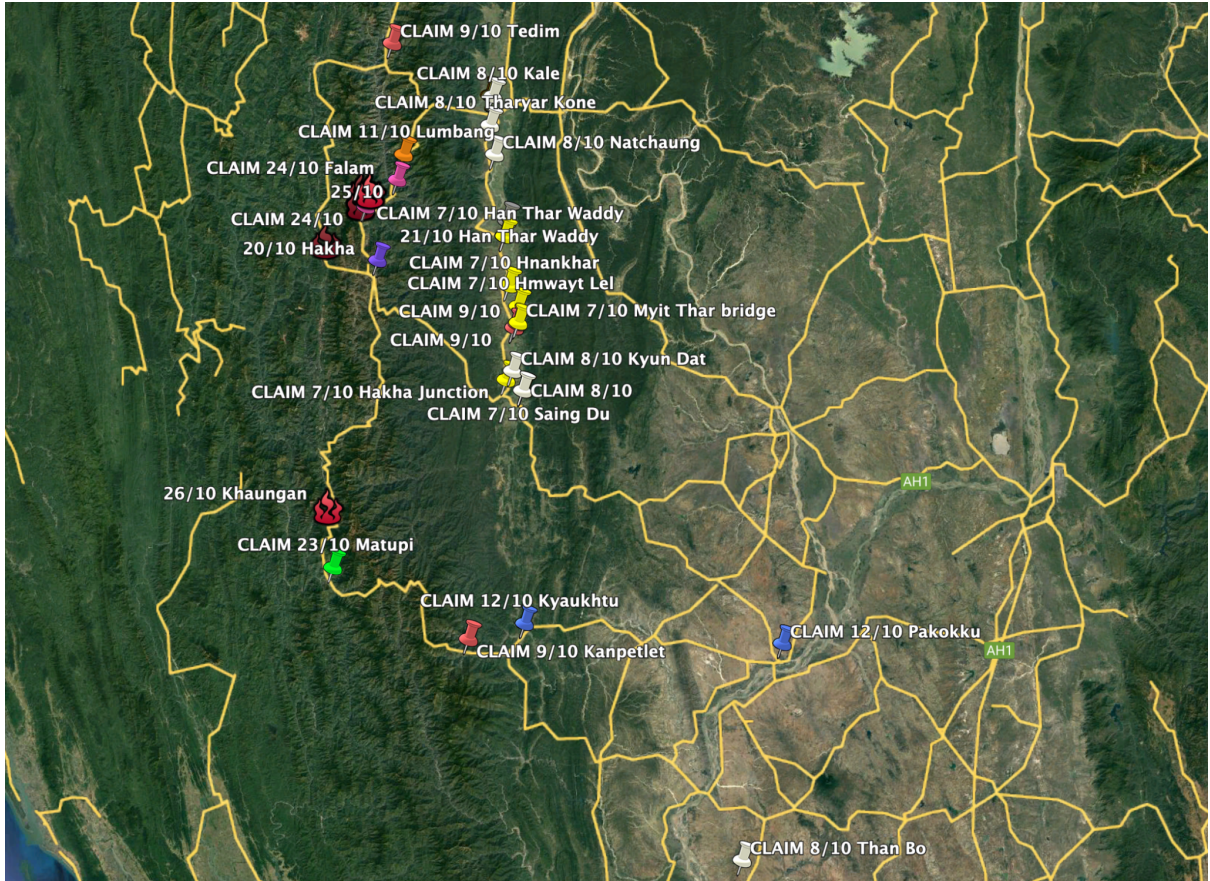 CLAIM 9/10 Tedim
CLAIM 8/10 Kale
CLAIM 8/10 Tharyar Kone
CLAIM 11/10 Lumbang
CLAIM 8/10 Natchaung
CLAIM 24/10 Falam
25/10
CLAIM 24/10
CLAIM 7/10 Han Thar Waddy
21/10 Han Thar Waddy
20/10 Hakha
CLAIM 7/10 Hnankhar
CLAIM 7/10 Hmwayt Lel
CLAIM 9/10
CLAIM 7/10 Myit Thar bridge
CLAIM 9/10
CLAIM 8/10 Kyun Dat
CLAIM 7/10 Hakha Junction
CLAIM 8/10
CLAIM 7/10 Saing Du
AH1
26/10 Khaungan
CLAIM 23/10 Matupi
CLAIM 12/10 Kyaukhtu
CLAIM 12/10 Pakokku
CLAIM 9/10 Kanpetlet
AH1
CLAIM 8/10 Than Bo